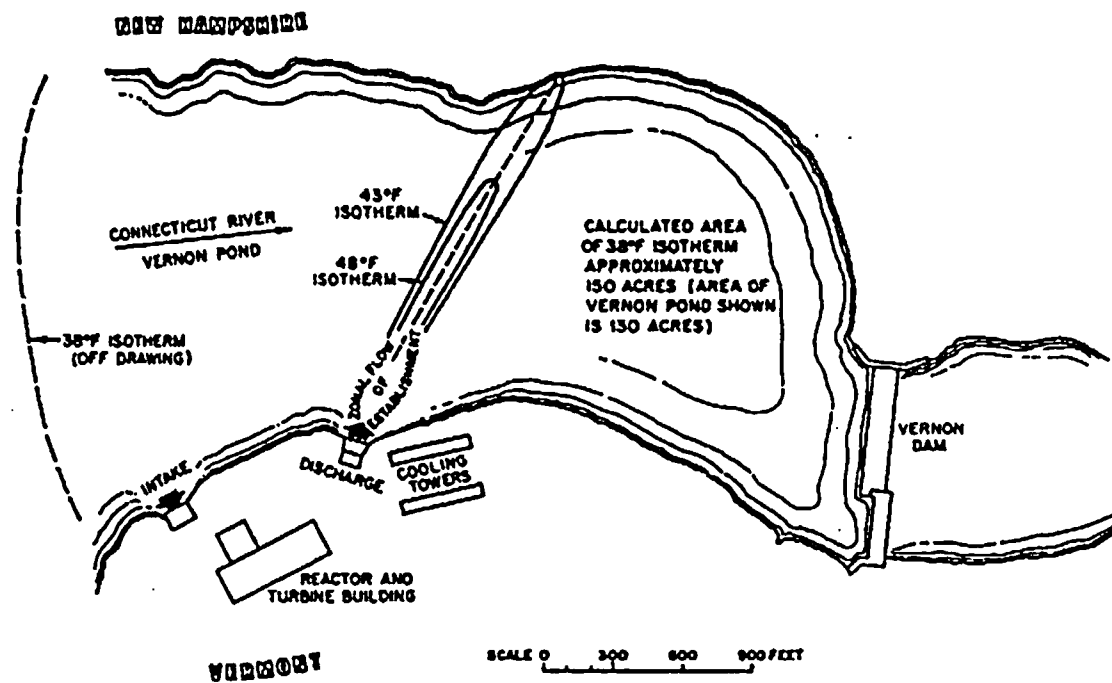 NEW HAMPSHIRE
43°F
ISOTHERM
CONNECTICUT RIVER
VERNON POND
48°F
ISOTHERM
CALCULATED AREA
OF 38°F ISOTHERM
APPROXIMATELY
150 ACRES (AREA OF
VERNON POND SHOWN
IS 130 ACRES)
38°F ISOTHERM
(OFF DRAWING)
ZONAL FLOW
OF
ESTABLISHMENT
VERNON
DAM
INTAKE
DISCHARGE
COOLING
TOWERS
REACTOR AND
TURBINE BUILDING
VERMONT
SCALE 0 300 600 900 FEET